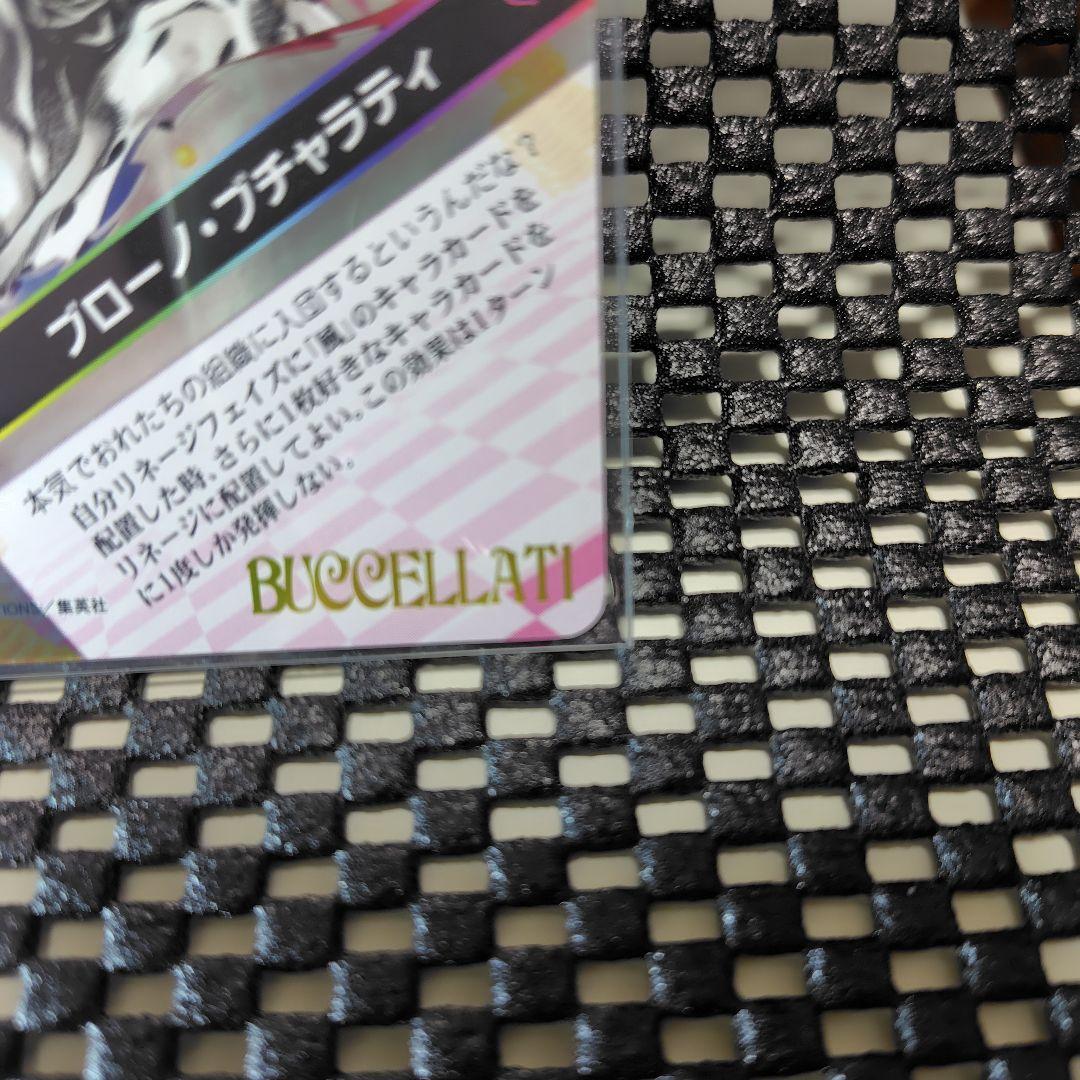 ブローノ・ブチャラティ
本気でおれたちの組織に入団するというんだな？
自分リネージフェイズに「風」のキャラカードを
配置した時、さらに1枚好きなキャラカードを
リネージに配置してよい。この効果は1ターン
に1度しか発揮しない。
BUCCELLATI
／集英社